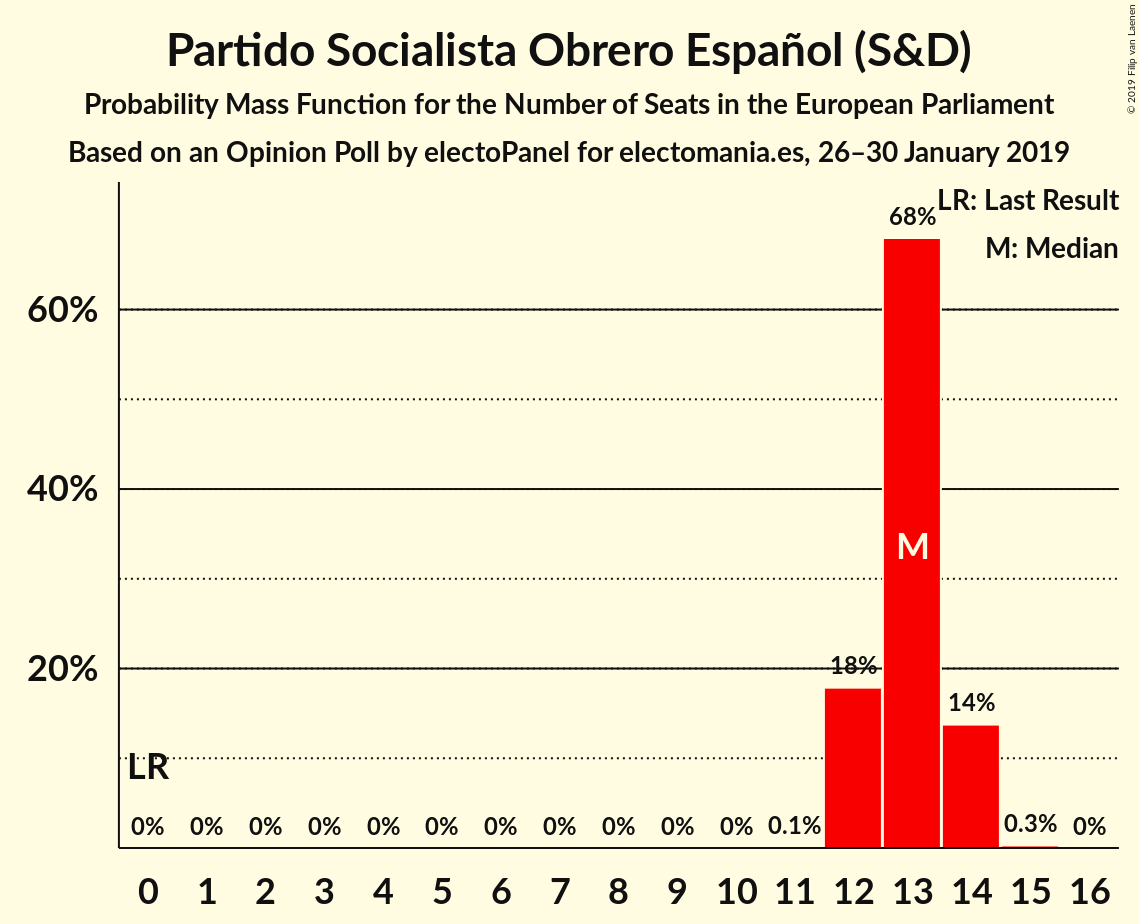 Partido Socialista Obrero Español (S&D)
Probability Mass Function for the Number of Seats in the European Parliament
Based on an Opinion Poll by electoPanel for electomania.es, 26–30 January 2019
© 2019 Filip van Laenen
LR: Last Result
M: Median
60%
40%
20%
LR
M
0% 0% 0% 0% 0% 0% 0% 0% 0% 0% 0% 0.1% 18% 68% 14% 0.3% 0%
0 1 2 3 4 5 6 7 8 9 10 11 12 13 14 15 16